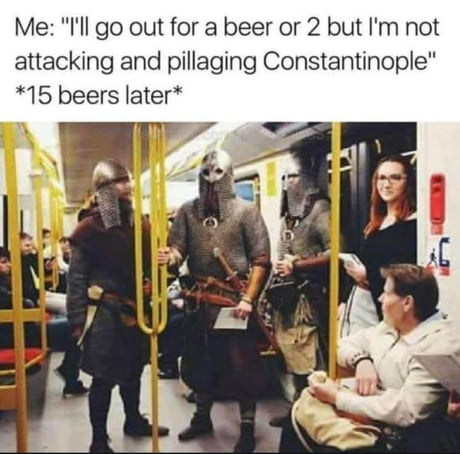 Me: "I'll go out for a beer or 2 but I'm not
attacking and pillaging Constantinople"
*15 beers later*